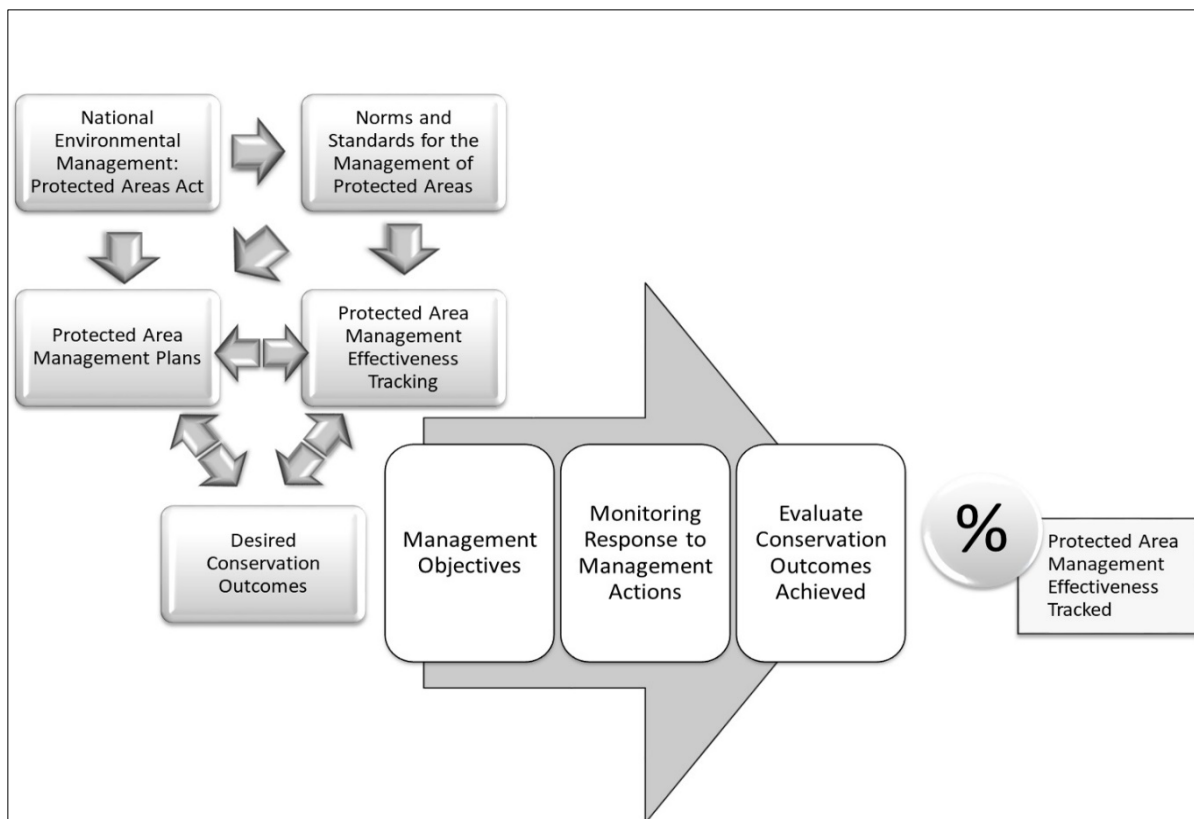 National
Environmental
Management:
Protected Areas Act
Norms and
Standards for the
Management of
Protected Areas
Protected Area
Management Plans
Protected Area
Management
Effectiveness
Tracking
Desired
Conservation
Outcomes
Management
Objectives
Monitoring
Response to
Management
Actions
Evaluate
Conservation
Outcomes
Achieved
%
Protected Area
Management
Effectiveness
Tracked